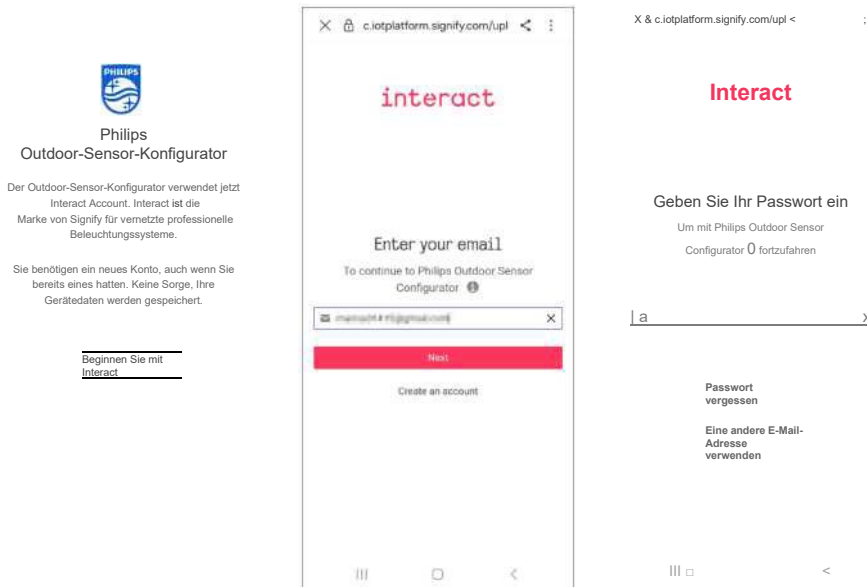 PHILIPS
Philips
Outdoor-Sensor-Konfigurator
Der Outdoor-Sensor-Konfigurator verwendet jetzt
Interact Account. Interact ist die
Marke von Signify für vernetzte professionelle
Beleuchtungssysteme.
Sie benötigen ein neues Konto, auch wenn Sie
bereits eines hatten. Keine Sorge, Ihre
Gerätedaten werden gespeichert.
Beginnen Sie mit
Interact
c.iotplatform.signify.com/upl
interact
Enter your email
To continue to Philips Outdoor Sensor
Configurator
Next
Create an account
X & c.iotplatform.signify.com/upl < ;
Interact
Geben Sie Ihr Passwort ein
Um mit Philips Outdoor Sensor
Configurator 0 fortzufahren
| a x
Passwort
vergessen
Eine andere E-Mail-
Adresse
verwenden
III □ <